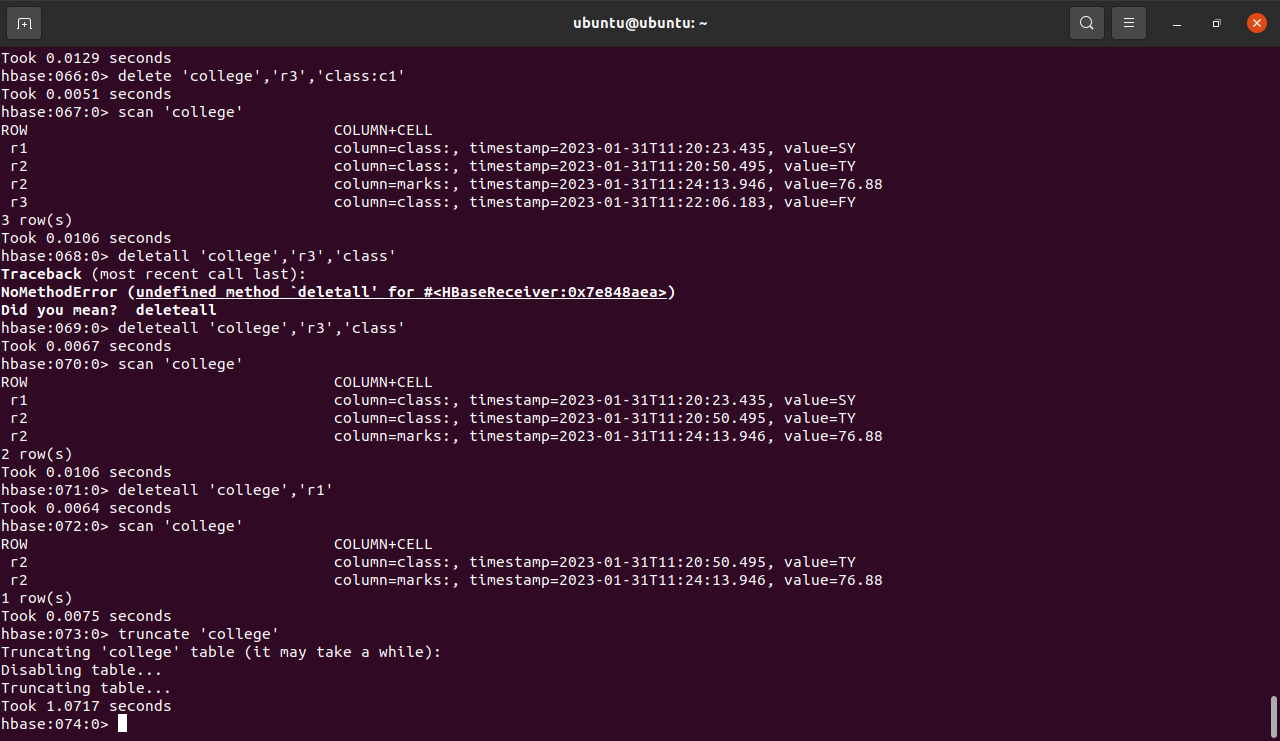 ubuntu@ubuntu: ~
Took 0.0129 seconds
hbase:066:0> delete 'college','r3','class:c1'
Took 0.0051 seconds
hbase:067:0> scan 'college'
ROW                                  COLUMN+CELL
 r1                                  column=class:, timestamp=2023-01-31T11:20:23.435, value=SY
 r2                                  column=class:, timestamp=2023-01-31T11:20:50.495, value=TY
 r2                                  column=marks:, timestamp=2023-01-31T11:24:13.946, value=76.88
 r3                                  column=class:, timestamp=2023-01-31T11:22:06.183, value=FY
3 row(s)
Took 0.0106 seconds
hbase:068:0> deletall 'college','r3','class'
Traceback (most recent call last):
NoMethodError (undefined method `deletall' for #<HBaseReceiver:0x7e848aea>)
Did you mean?  deleteall
hbase:069:0> deleteall 'college','r3','class'
Took 0.0067 seconds
hbase:070:0> scan 'college'
ROW                                  COLUMN+CELL
 r1                                  column=class:, timestamp=2023-01-31T11:20:23.435, value=SY
 r2                                  column=class:, timestamp=2023-01-31T11:20:50.495, value=TY
 r2                                  column=marks:, timestamp=2023-01-31T11:24:13.946, value=76.88
2 row(s)
Took 0.0106 seconds
hbase:071:0> deleteall 'college','r1'
Took 0.0064 seconds
hbase:072:0> scan 'college'
ROW                                  COLUMN+CELL
 r2                                  column=class:, timestamp=2023-01-31T11:20:50.495, value=TY
 r2                                  column=marks:, timestamp=2023-01-31T11:24:13.946, value=76.88
1 row(s)
Took 0.0075 seconds
hbase:073:0> truncate 'college'
Truncating 'college' table (it may take a while):
Disabling table...
Truncating table...
Took 1.0717 seconds
hbase:074:0>